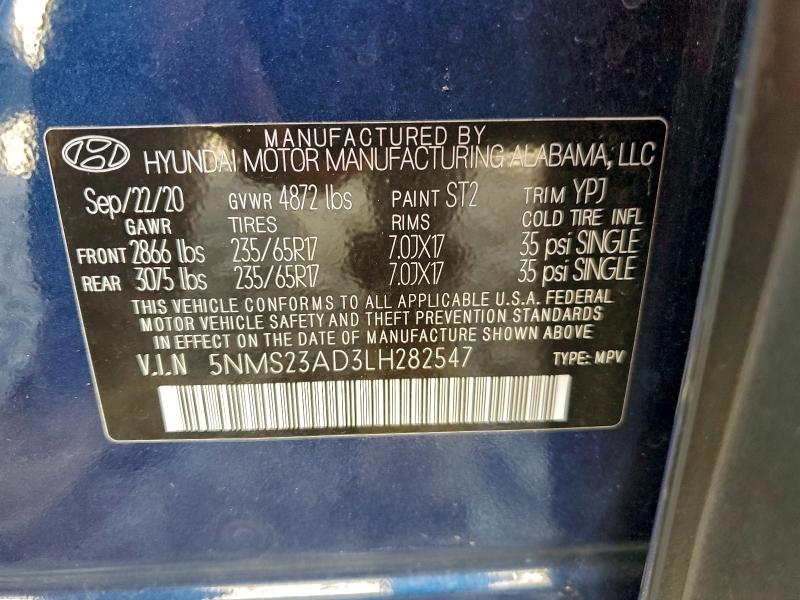 MANUFACTURED BY
HYUNDAI MOTOR MANUFACTURING ALABAMA, LLC
Sep/22/20 GVWR 4872 lbs PAINT ST2 TRIM YPJ
GAWR TIRES RIMS COLD TIRE INFL
FRONT 2866 lbs 235/65R17 7.0JX17 35 psi SINGLE
REAR 3075 lbs 235/65R17 7.0JX17 35 psi SINGLE
THIS VEHICLE CONFORMS TO ALL APPLICABLE U.S.A. FEDERAL
MOTOR VEHICLE SAFETY AND THEFT PREVENTION STANDARDS
IN EFFECT ON THE DATE OF MANUFACTURE SHOWN ABOVE
V.I.N 5NMS23AD3LH282547 TYPE: MPV